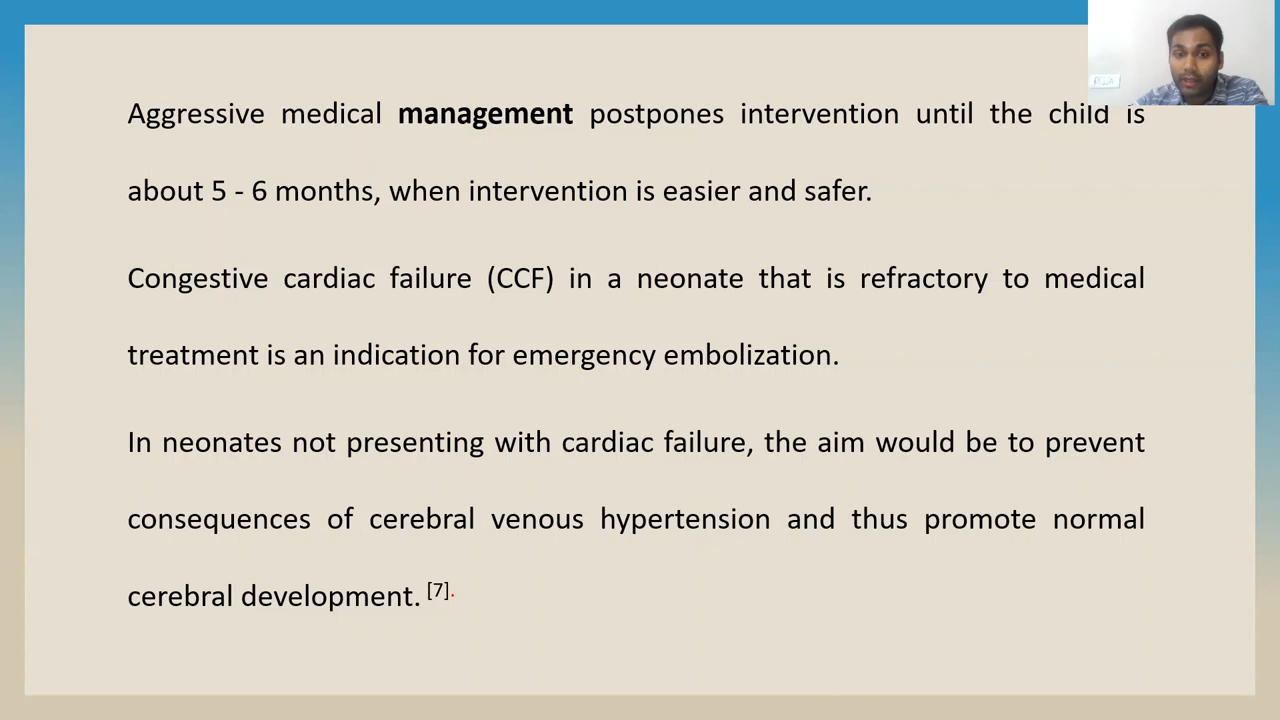 Aggressive medical management postpones intervention until the child is
about 5 - 6 months, when intervention is easier and safer.
Congestive cardiac failure (CCF) in a neonate that is refractory to medical
treatment is an indication for emergency embolization.
In neonates not presenting with cardiac failure, the aim would be to prevent
consequences of cerebral venous hypertension and thus promote normal
cerebral development. [7].